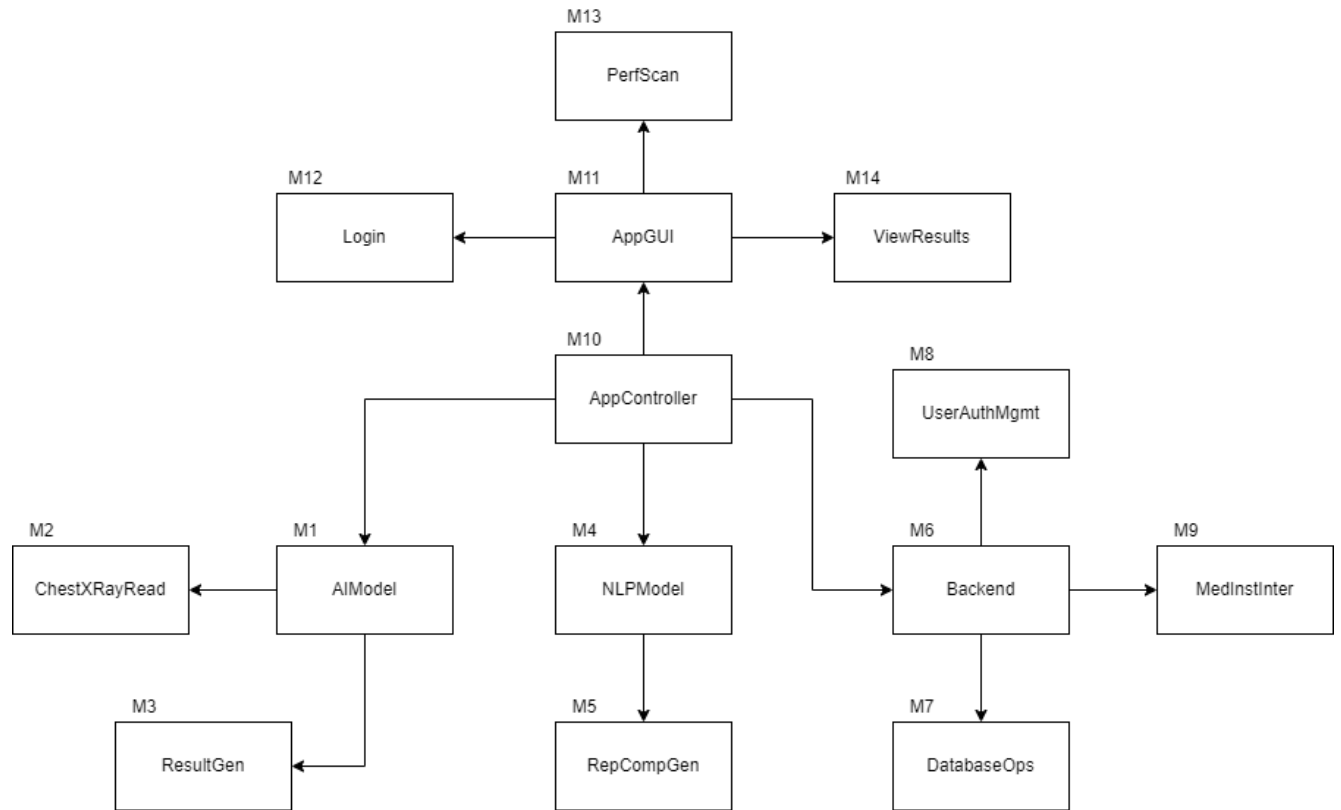 M13
PerfScan
M12
Login
M11
AppGUI
M14
ViewResults
M10
AppController
M8
UserAuthMgmt
M2
ChestXRayRead
M1
AIModel
M4
NLPModel
M6
Backend
M9
MedInstInter
M3
ResultGen
M5
RepCompGen
M7
DatabaseOps